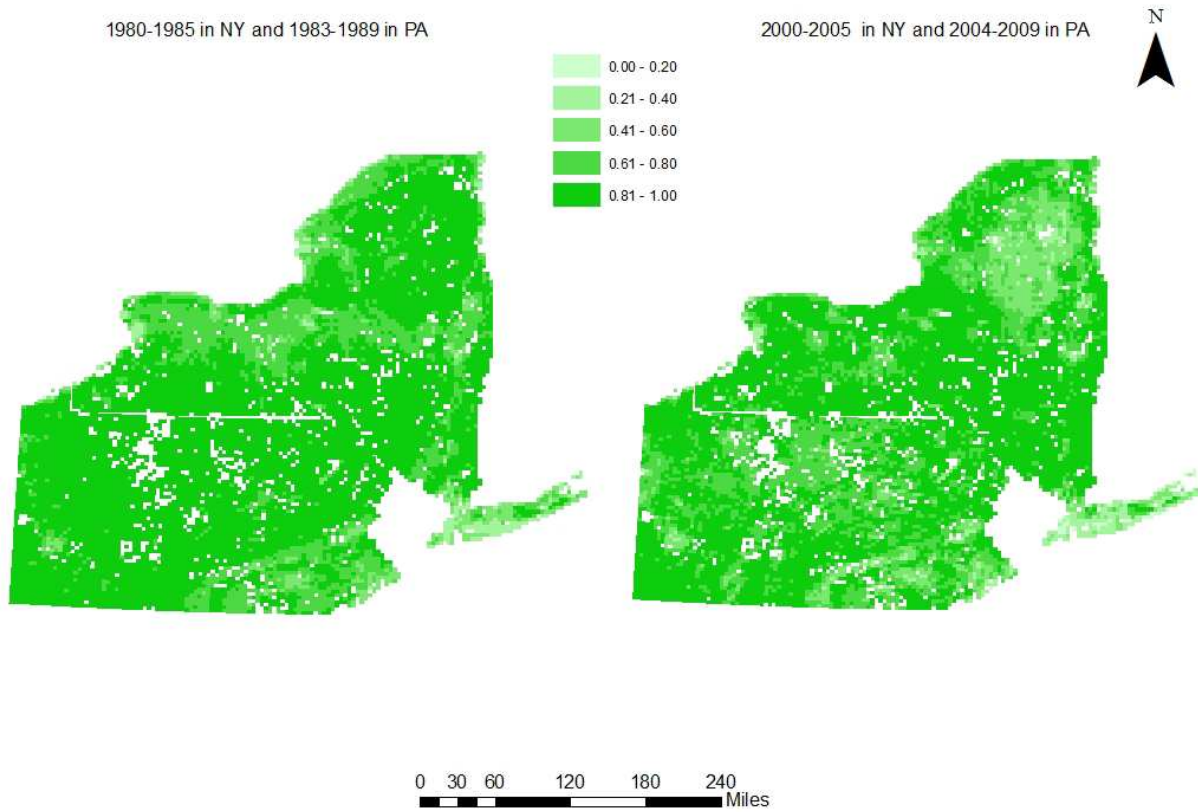 1980-1985 in NY and 1983-1989 in PA
2000-2005 in NY and 2004-2009 in PA
N
0.00 - 0.20
0.21 - 0.40
0.41 - 0.60
0.61 - 0.80
0.81 - 1.00
0 30 60 120 180 240
Miles